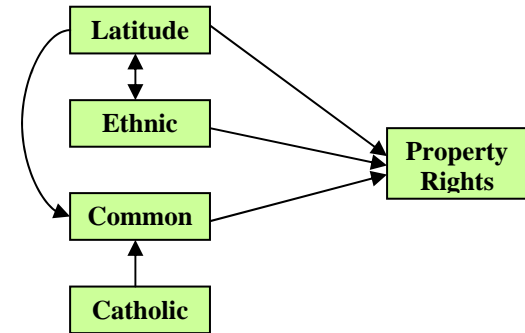 Latitude
Ethnic
Property
Rights
Common
Catholic